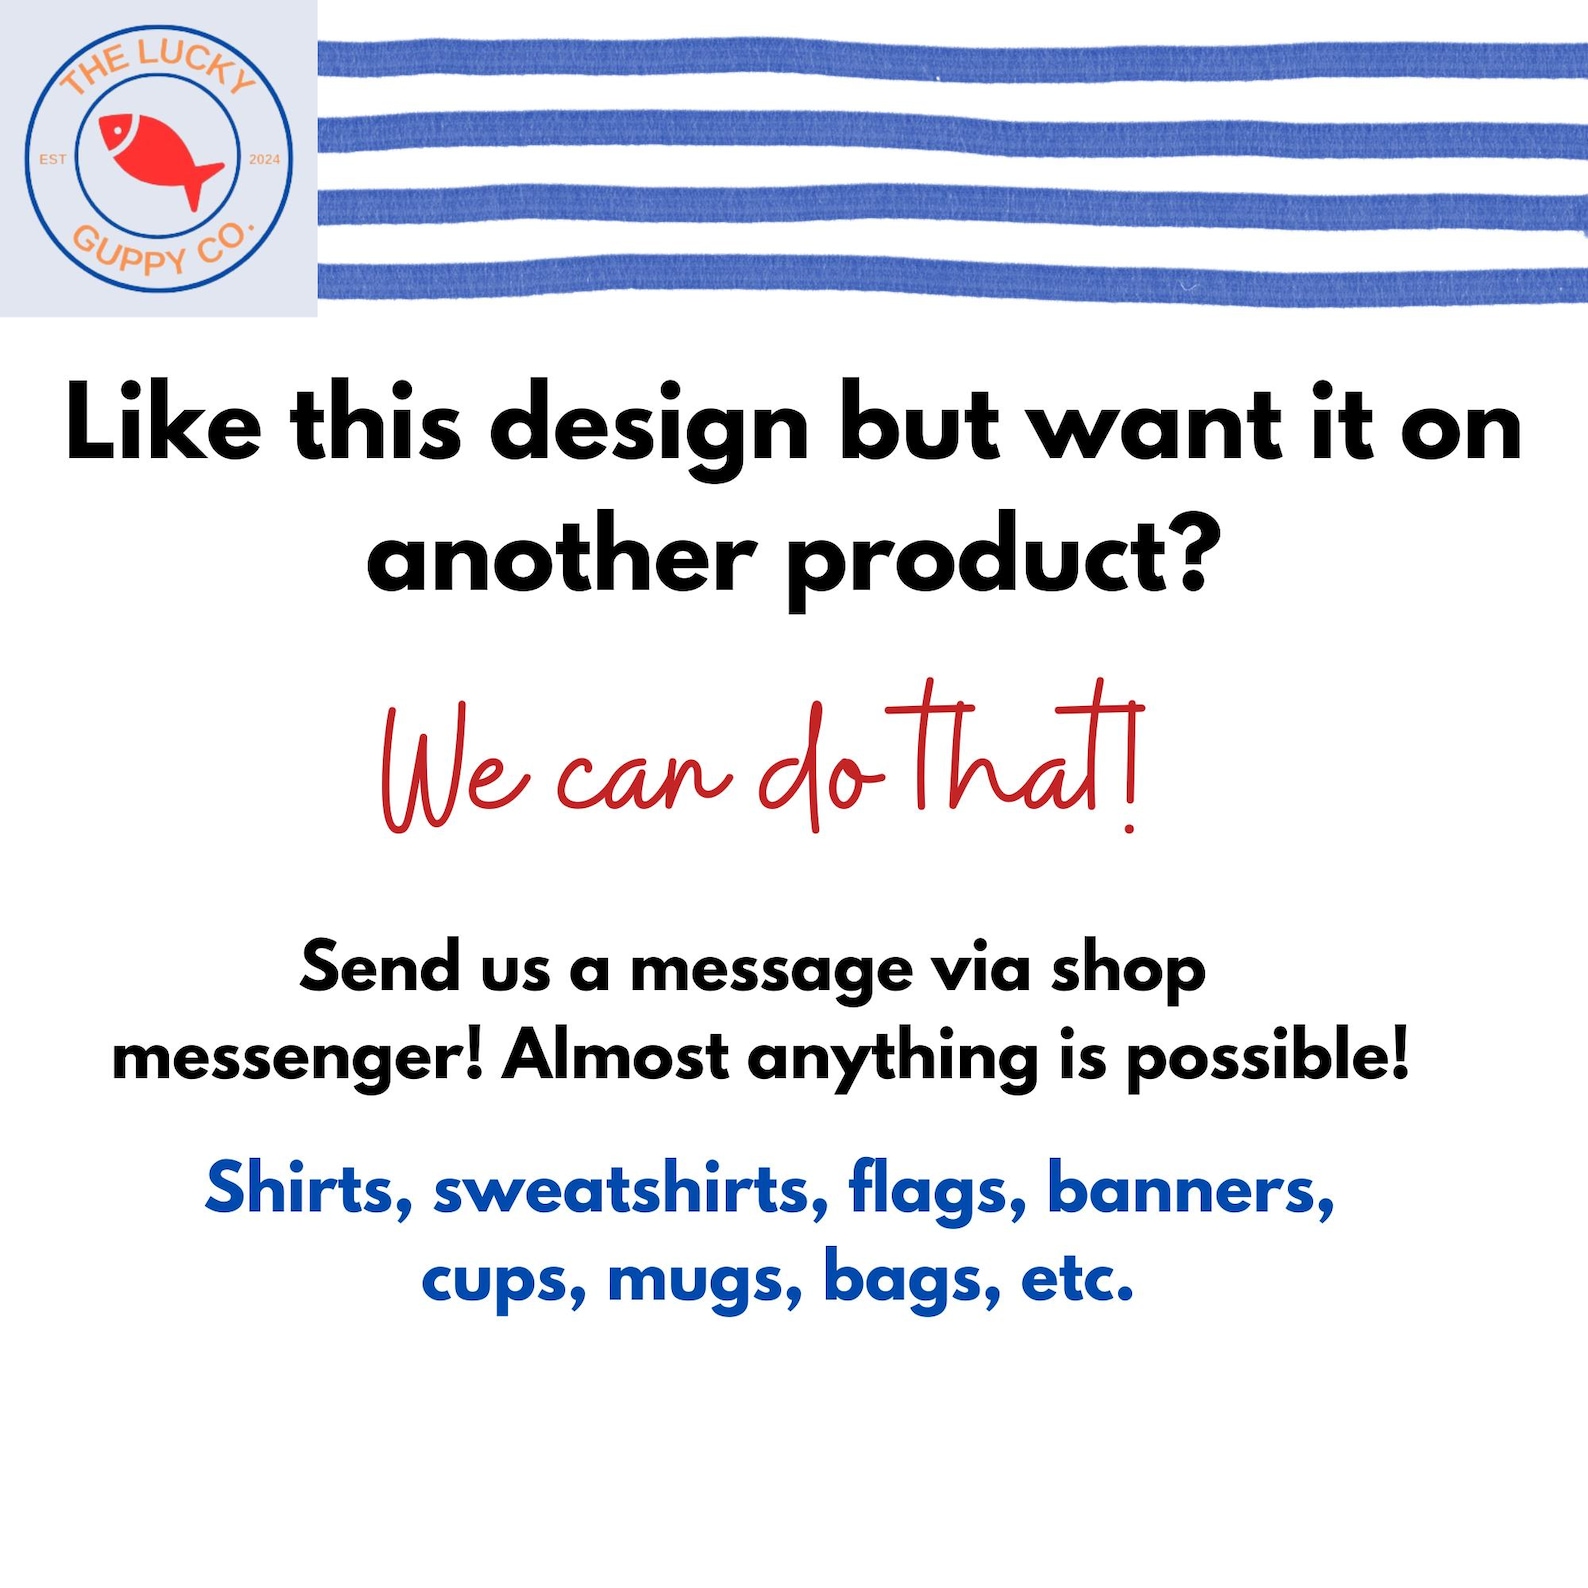 THE LUCKY
EST 2024
GUPPY CO.
Like this design but want it on
another product?
We can do that!
Send us a message via shop
messenger! Almost anything is possible!
Shirts, sweatshirts, flags, banners,
cups, mugs, bags, etc.